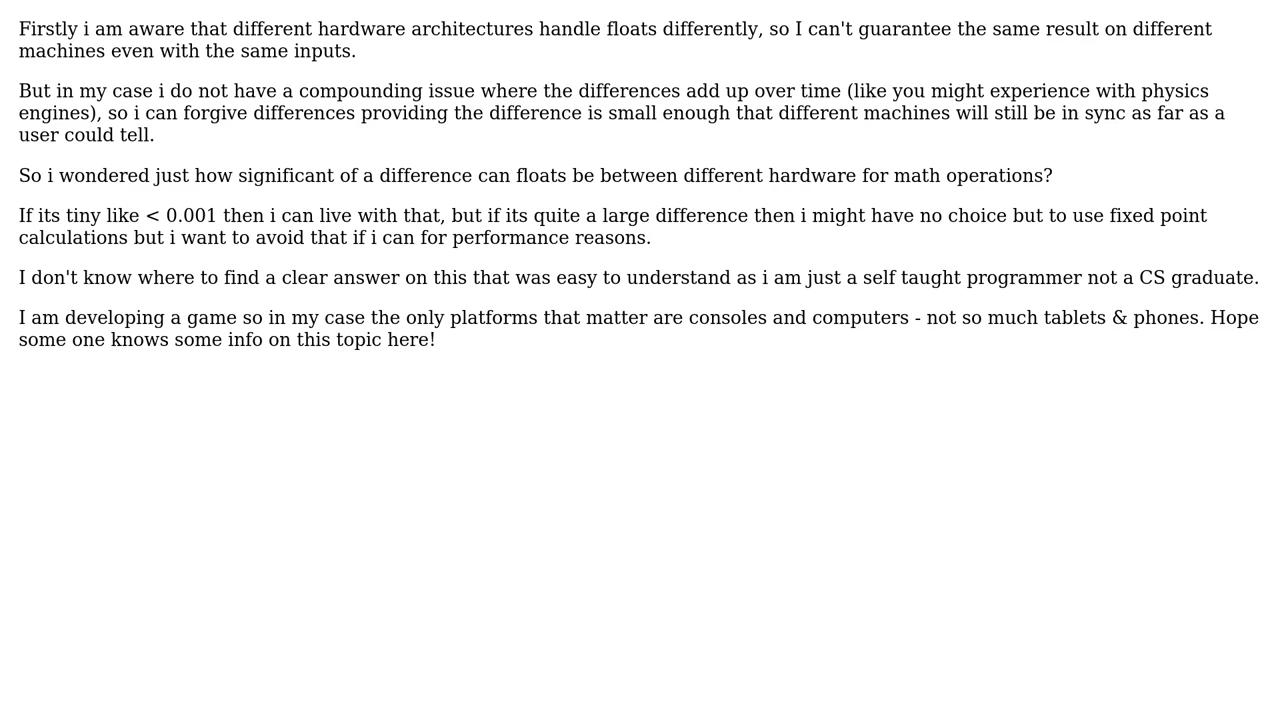 Firstly i am aware that different hardware architectures handle floats differently, so I can't guarantee the same result on different
machines even with the same inputs.
But in my case i do not have a compounding issue where the differences add up over time (like you might experience with physics
engines), so i can forgive differences providing the difference is small enough that different machines will still be in sync as far as a
user could tell.
So i wondered just how significant of a difference can floats be between different hardware for math operations?
If its tiny like < 0.001 then i can live with that, but if its quite a large difference then i might have no choice but to use fixed point
calculations but i want to avoid that if i can for performance reasons.
I don't know where to find a clear answer on this that was easy to understand as i am just a self taught programmer not a CS graduate.
I am developing a game so in my case the only platforms that matter are consoles and computers - not so much tablets & phones. Hope
some one knows some info on this topic here!